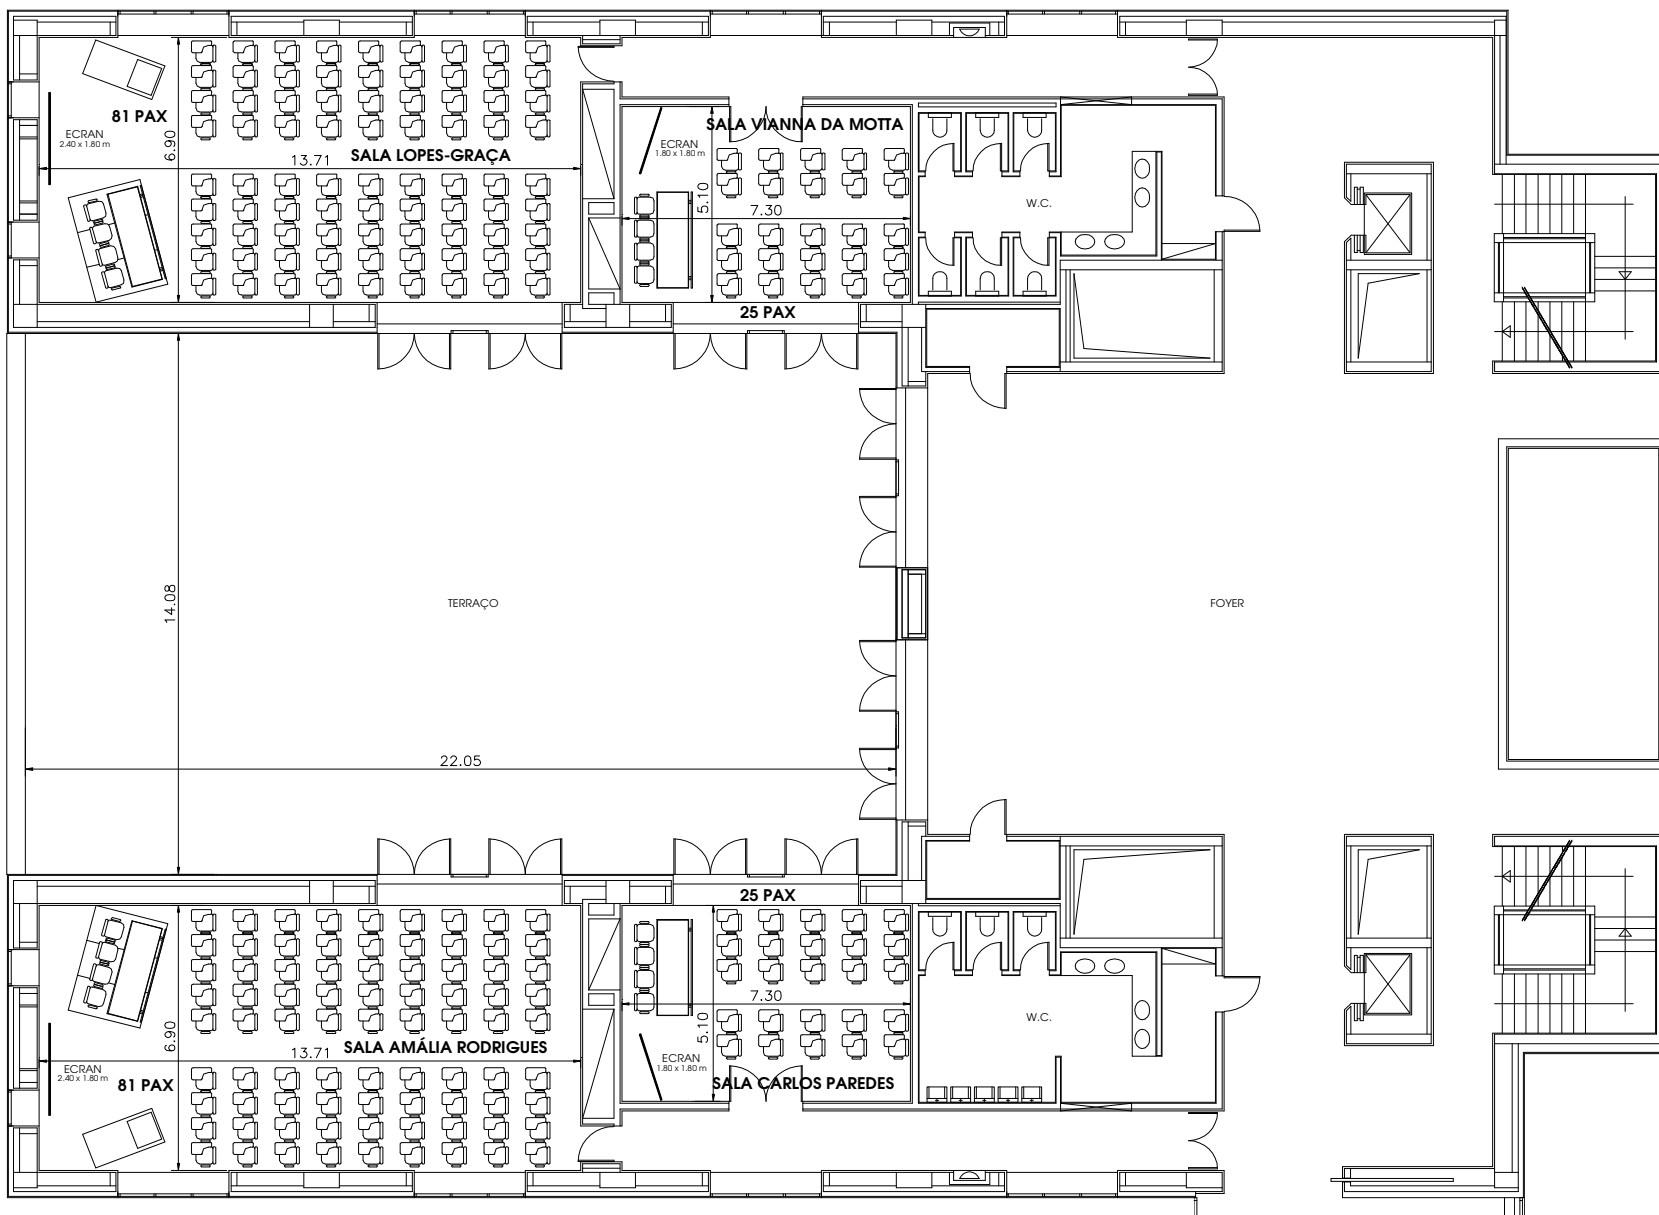 81 PAX
ECRAN
2.40 x 1.80 m
6.90
13.71
SALA LOPES-GRAÇA
SALA VIANNA DA MOTTA
ECRAN
1.80 x 1.80 m
5.10
7.30
W.C.
25 PAX
14.08
TERRAÇO
FOYER
22.05
25 PAX
7.30
5.10
W.C.
6.90
13.71
SALA AMÁLIA RODRIGUES
ECRAN
2.40 x 1.80 m
81 PAX
ECRAN
1.80 x 1.80 m
SALA CARLOS PAREDES